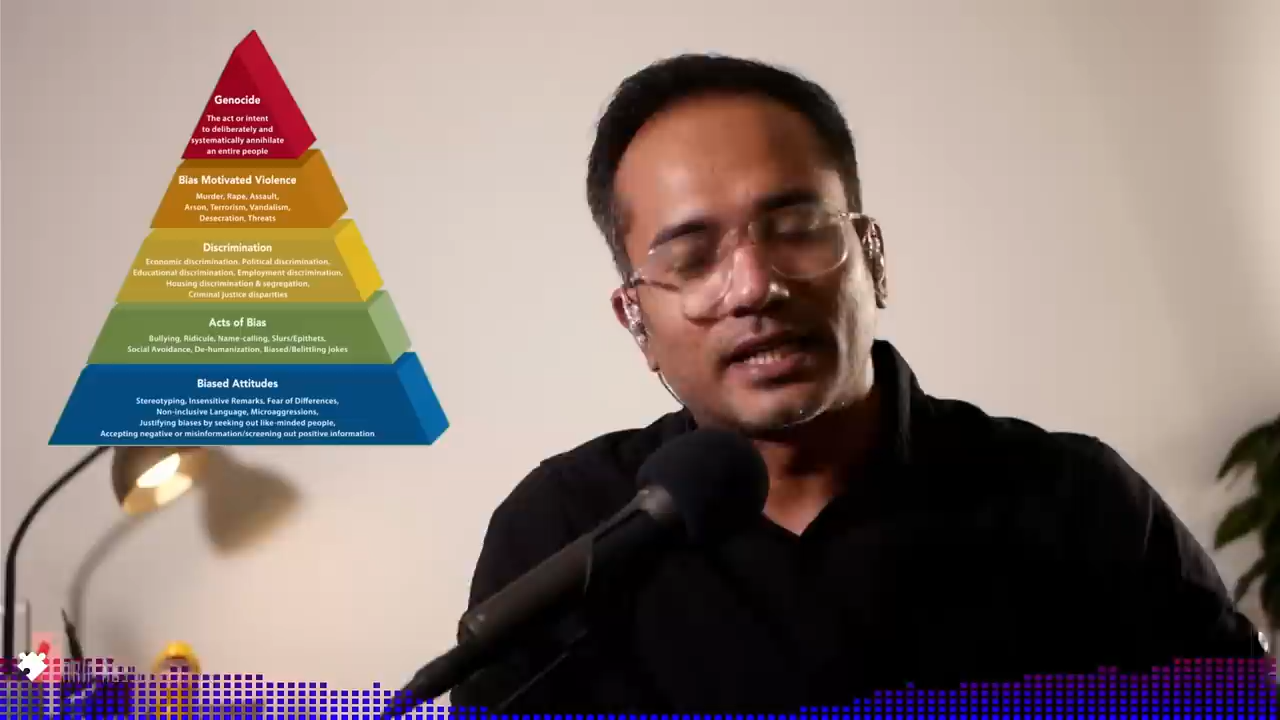 Genocide
The act or intent
to deliberately and
systematically annihilate
an entire people
Bias Motivated Violence
Murder, Rape, Assault,
Arson, Terrorism, Vandalism,
Desecration, Threats
Discrimination
Economic discrimination, Political discrimination,
Educational discrimination, Employment discrimination,
Housing discrimination & segregation,
Criminal justice disparities
Acts of Bias
Bullying, Ridicule, Name-calling, Slurs/Epithets,
Social Avoidance, De-humanization, Biased/Belittling jokes
Biased Attitudes
Stereotyping, Insensitive Remarks, Fear of Differences,
Non-inclusive Language, Microaggressions,
Justifying biases by seeking out like-minded people,
Accepting negative or misinformation/screening out positive information